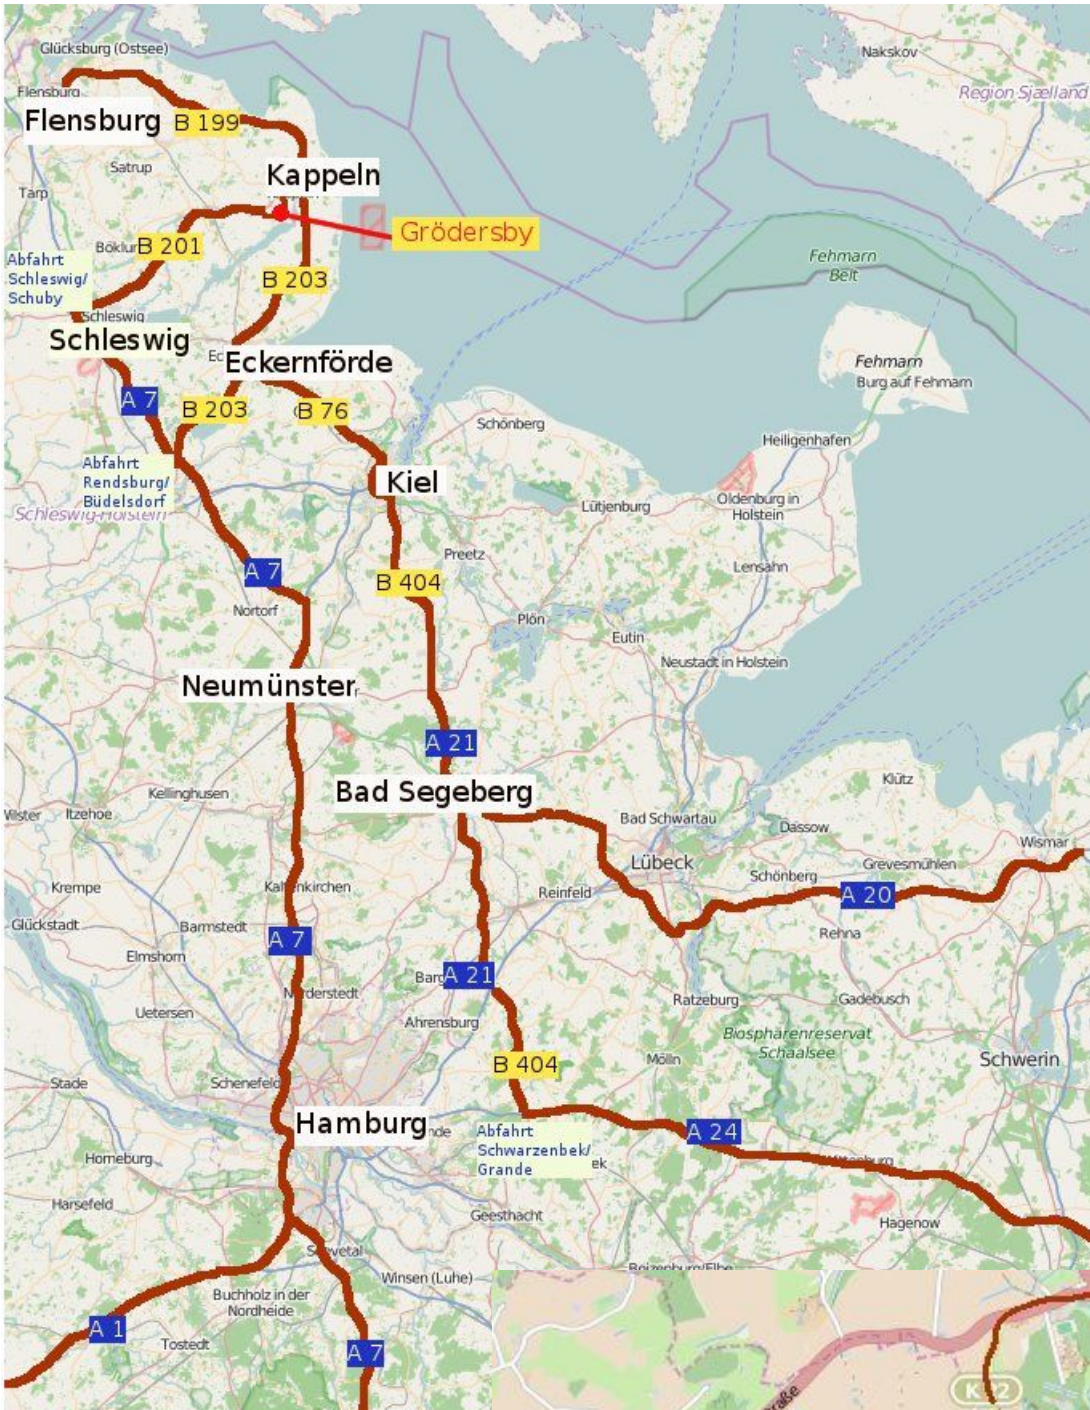 Glücksburg (Ostsee)
Nakskov
Flensburg
Region Sjælland
Flensburg
B 199
Satrup
Kappeln
Tarp
Grödersby
B 201
Abfahrt
Schleswig/
Schuby
Fehmarn
Belt
B 203
Schleswig
Schleswig
Eckernförde
Fehmarn
Burg auf Fehmarn
A 7
B 203
B 76
Schönberg
Heiligenhafen
Abfahrt
Rendsburg/
Büdelsdorf
Kiel
Oldenburg in
Holstein
Lütjenburg
Schleswig-Holstein
Preetz
Lensahn
A 7
B 404
Nortorf
Plön
Eutin
Neustadt in Holstein
Neumünster
A 21
Klütz
Kellinghusen
Bad Segeberg
Itzehoe
Bad Schwartau
Dassow
Wismar
Lübeck
Grevesmühlen
Schönberg
Krempe
Kaltenkirchen
Reinfeld
A 20
Glückstadt
Barmstedt
Rehna
A 7
Elmshorn
A 21
Norderstedt
Ratzeburg
Gadebusch
Uetersen
Ahrensburg
Biosphärenreservat
Schaalsee
B 404
Mölln
Schwerin
Stade
Schenefeld
Hamburg
Abfahrt
Schwarzenbek/
Grande
A 24
Horneburg
Harsefeld
Geesthacht
Hagenow
Seevetal
Winsen (Luhe)
Boizenburg/Elbe
Buchholz in der
Nordheide
A 1
Tostedt
A 7